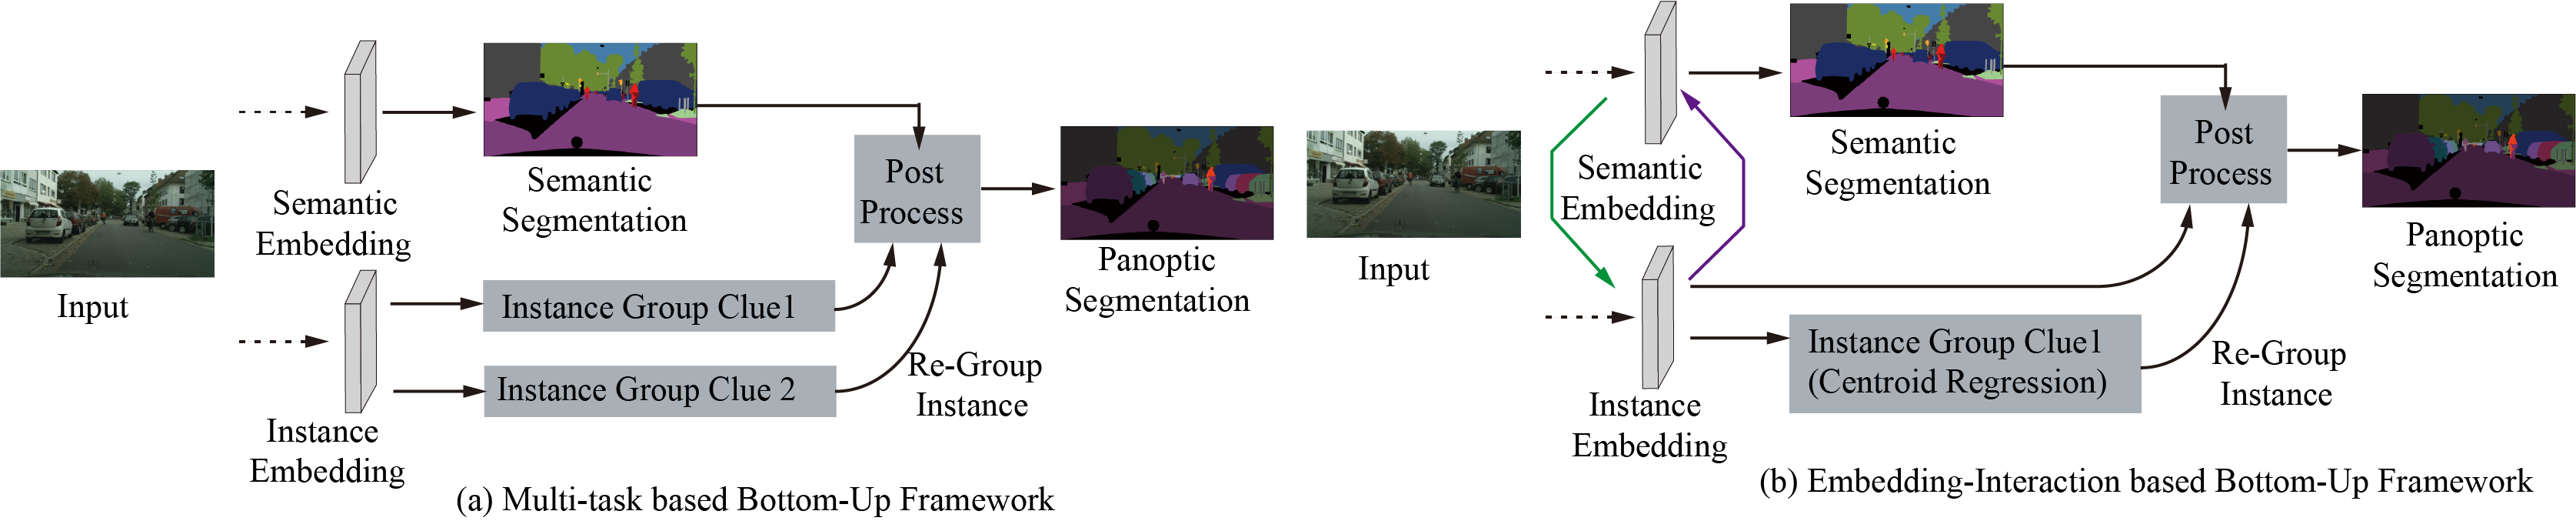 Input
Semantic
Embedding
Semantic
Segmentation
Instance
Embedding
Instance Group Clue1
Instance Group Clue 2
Re-Group
Instance
Post
Process
Panoptic
Segmentation
(a) Multi-task based Bottom-Up Framework
Input
Semantic
Embedding
Semantic
Segmentation
Instance
Embedding
Instance Group Clue1
(Centroid Regression)
Re-Group
Instance
Post
Process
Panoptic
Segmentation
(b) Embedding-Interaction based Bottom-Up Framework